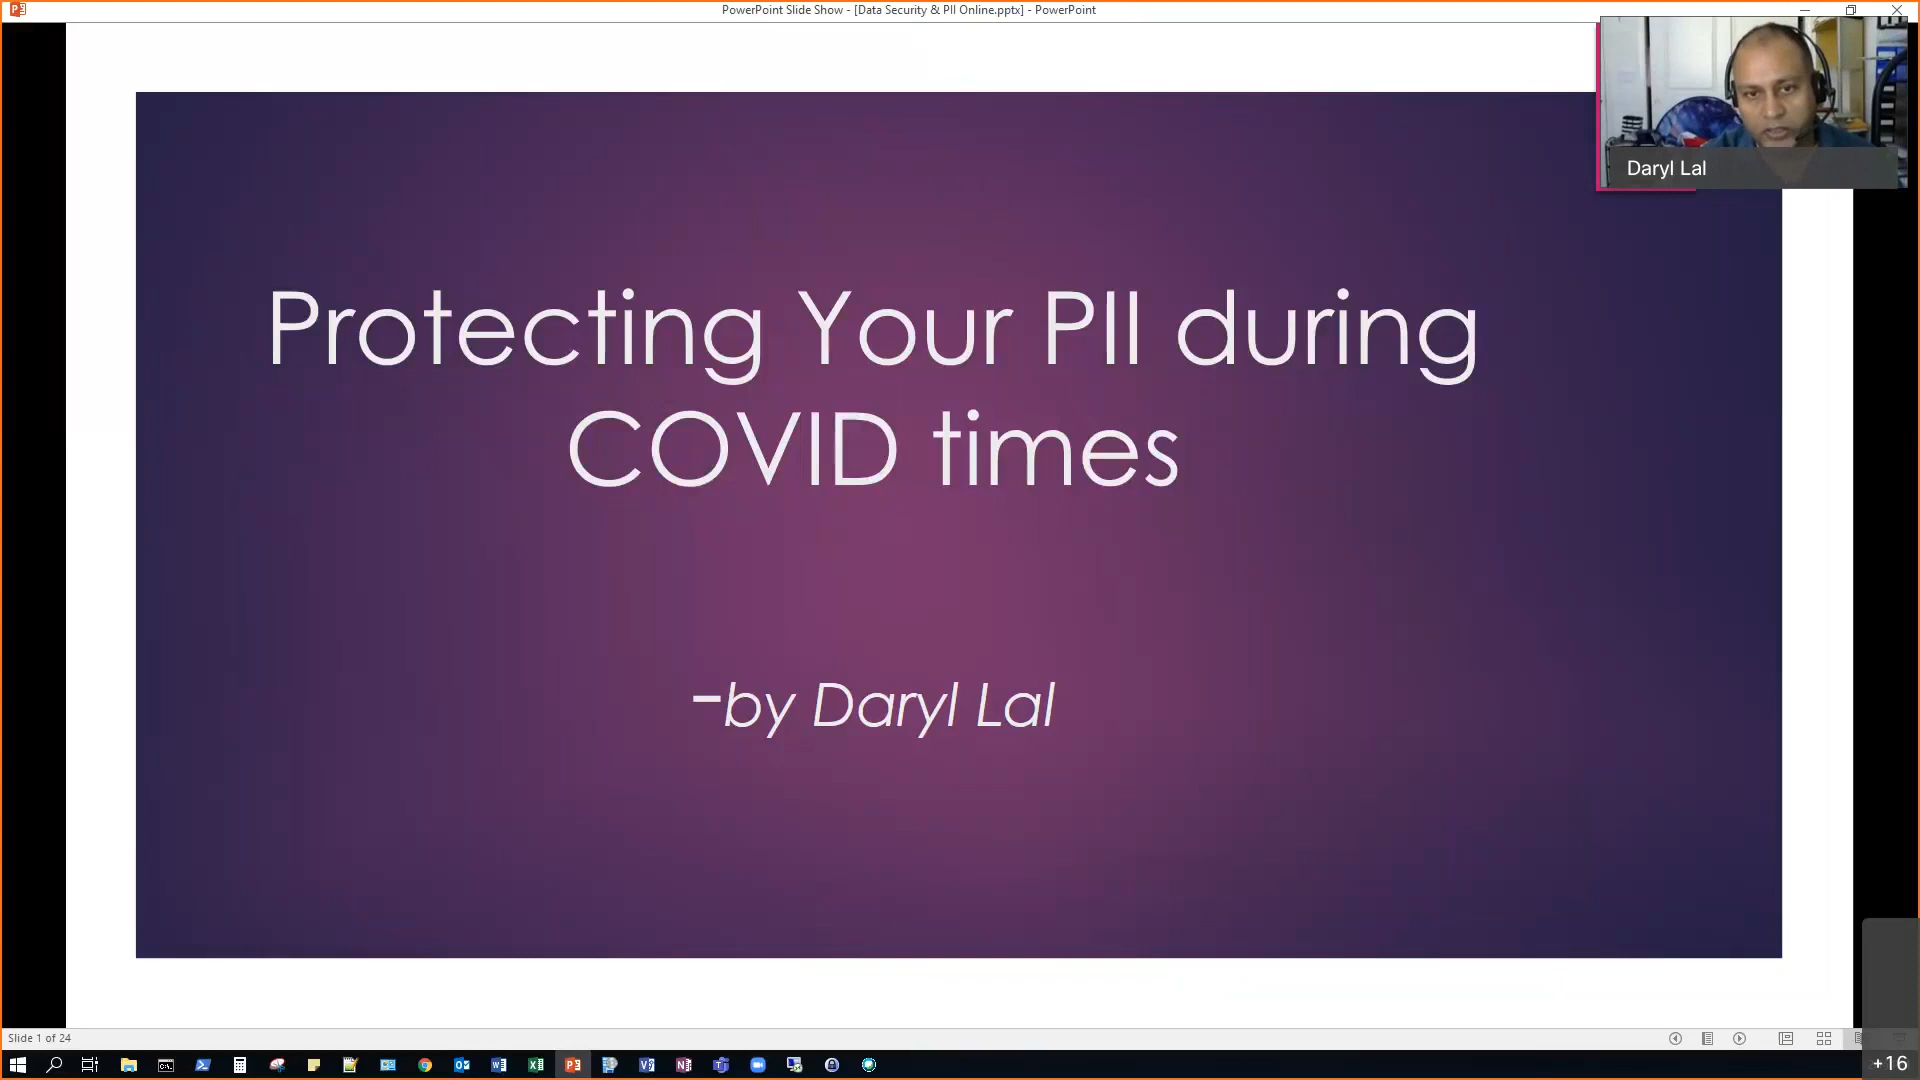 PowerPoint Slide Show - [Data Security & PII Online.pptx] - PowerPoint
Daryl Lal
Protecting Your PII during
COVID times
-by Daryl Lal
Slide 1 of 24
+16